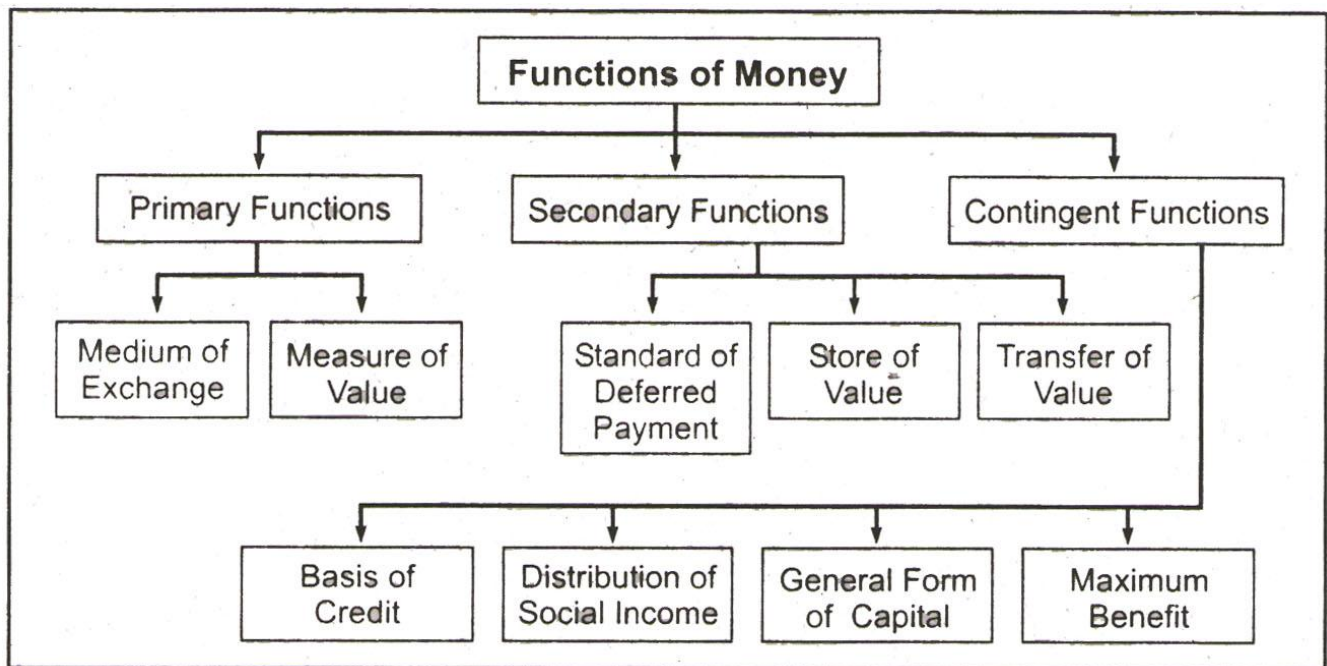 Functions of Money
Primary Functions
Secondary Functions
Contingent Functions
Medium of
Exchange
Measure of
Value
Standard of
Deferred
Payment
Store of
Value
Transfer of
Value
Basis of
Credit
Distribution of
Social Income
General Form
of Capital
Maximum
Benefit